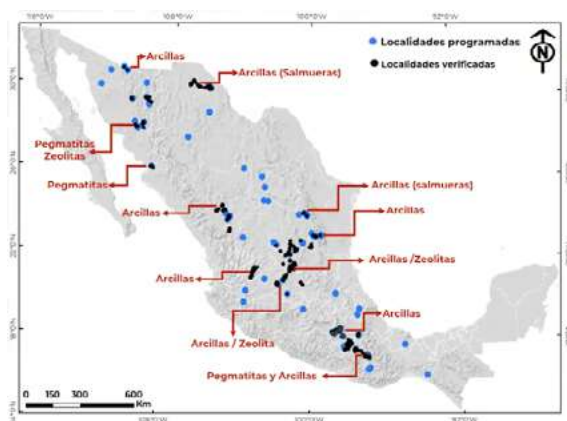 Localidades programadas
Localidades verificadas
N
Arcillas
Arcillas (Salmueras)
Pegmatitas
Zeolitas
Pegmatitas
Arcillas (salmueras)
Arcillas
Arcillas
Arcillas /Zeolitas
Arcillas
Arcillas
Arcillas / Zeolita
Pegmatitas y Arcillas
0 150 300 600
Km